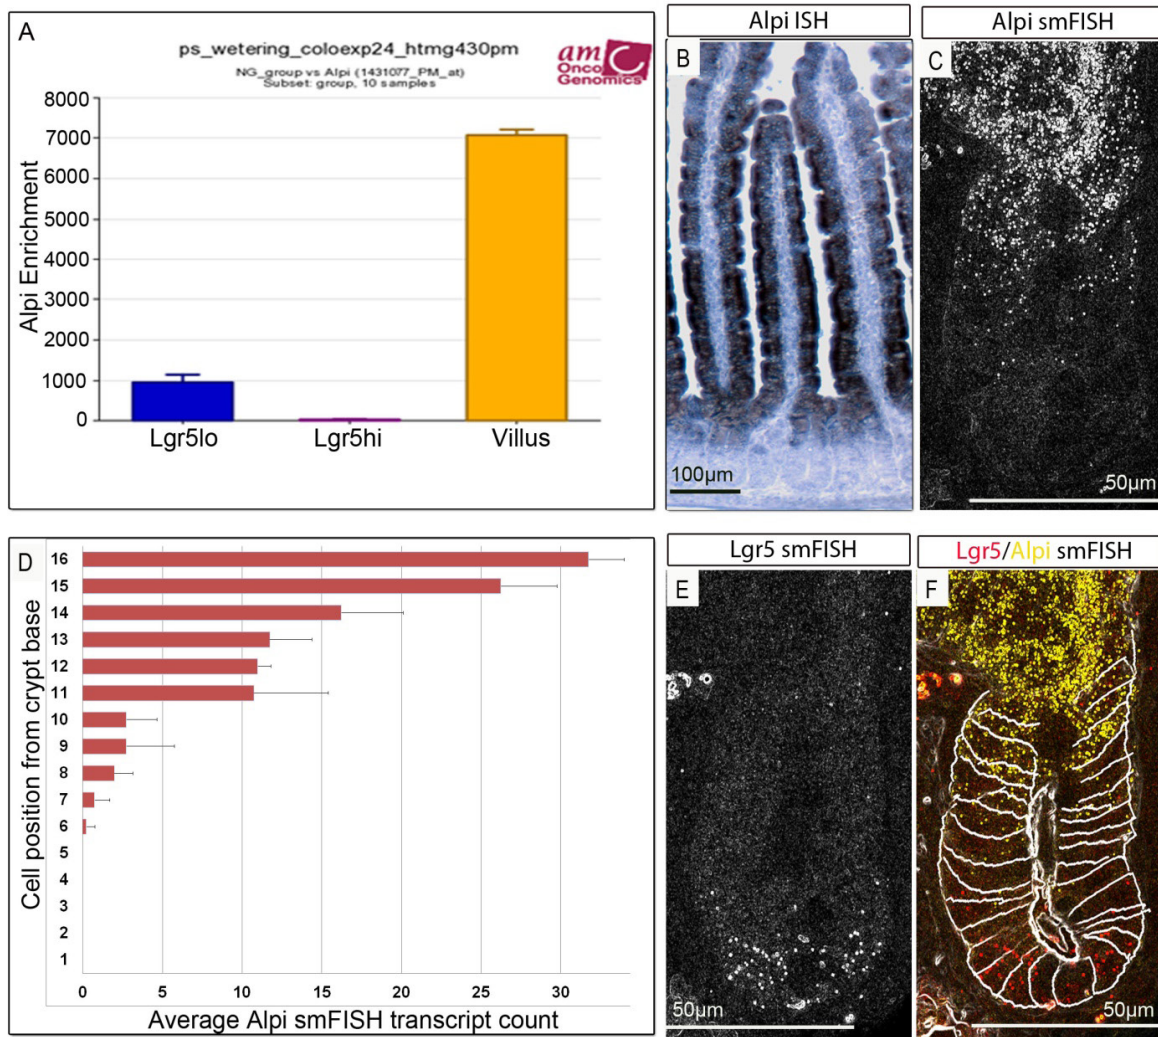 A
ps_wetering_coloexp24_htmg430pm
NG_group vs Alpi (1431077_PM_at)
Subset: group, 10 samples
amC
Onco
Genomics
Alpi Enrichment
8000
7000
6000
5000
4000
3000
2000
1000
0
Lgr5lo
Lgr5hi
Villus
Alpi ISH
B
100µm
Alpi smFISH
C
50µm
D
Cell position from crypt base
16
15
14
13
12
11
10
9
8
7
6
5
4
3
2
1
0 5 10 15 20 25 30
Average Alpi smFISH transcript count
Lgr5 smFISH
E
50µm
Lgr5/Alpi smFISH
F
50µm